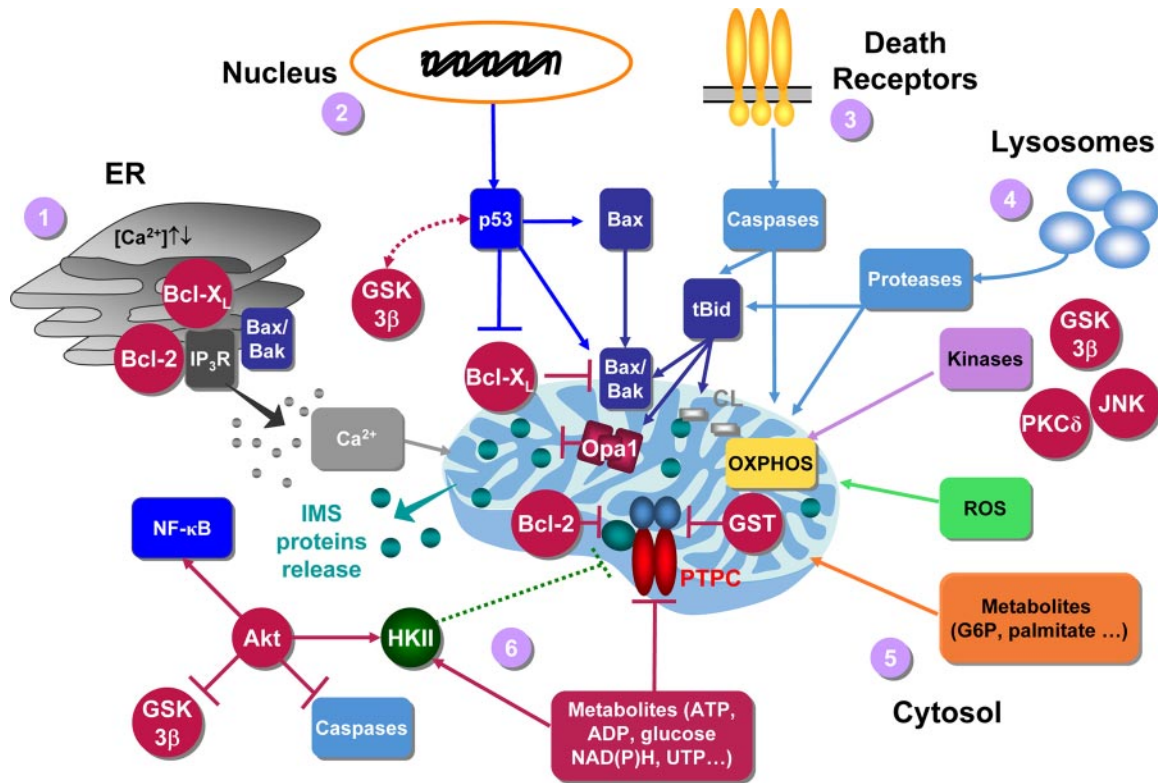 Nucleus
2
Death
Receptors
3
Lysosomes
4
ER
1
[Ca²⁺]↑↓
Bcl-X_L
Bcl-2
IP₃R
Bax/
Bak
p53
Bax
Caspases
Proteases
GSK
3β
tBid
GSK
3β
Kinases
JNK
PKCδ
Bcl-X_L
Bax/
Bak
CL
Ca²⁺
Opa1
OXPHOS
ROS
NF-κB
IMS
proteins
release
Bcl-2
GST
PTPC
Metabolites
(G6P, palmitate ...)
Akt
HKII
6
5
GSK
3β
Caspases
Metabolites (ATP,
ADP, glucose
NAD(P)H, UTP...)
Cytosol